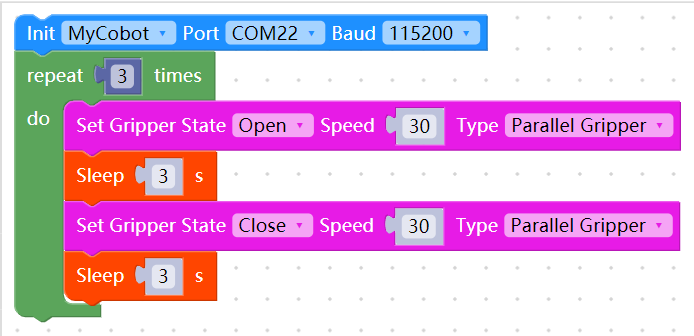 Init MyCobot Port COM22 Baud 115200
repeat 3 times
do Set Gripper State Open Speed 30 Type Parallel Gripper
Sleep 3 s
Set Gripper State Close Speed 30 Type Parallel Gripper
Sleep 3 s